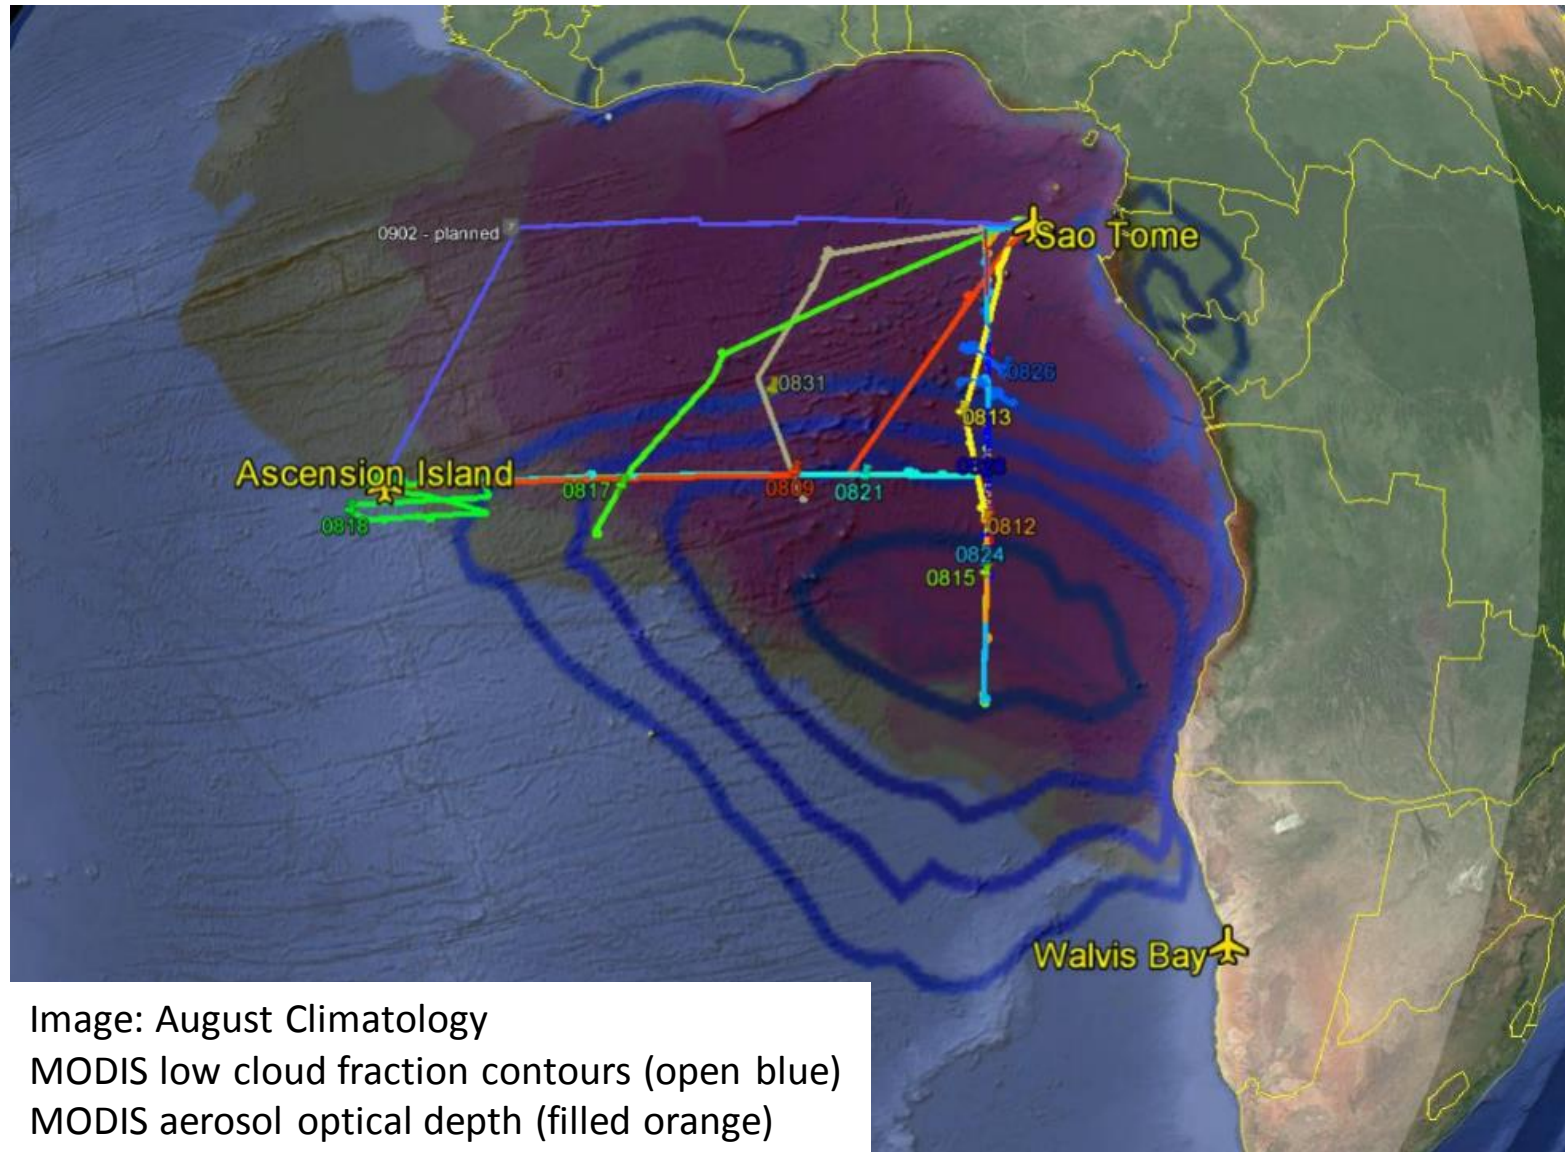 0902 - planned
Sao Tome
0831
0826
0813
Ascension Island
0817
0809
0821
0818
0812
0824
0815
Walvis Bay
Image: August Climatology
MODIS low cloud fraction contours (open blue)
MODIS aerosol optical depth (filled orange)